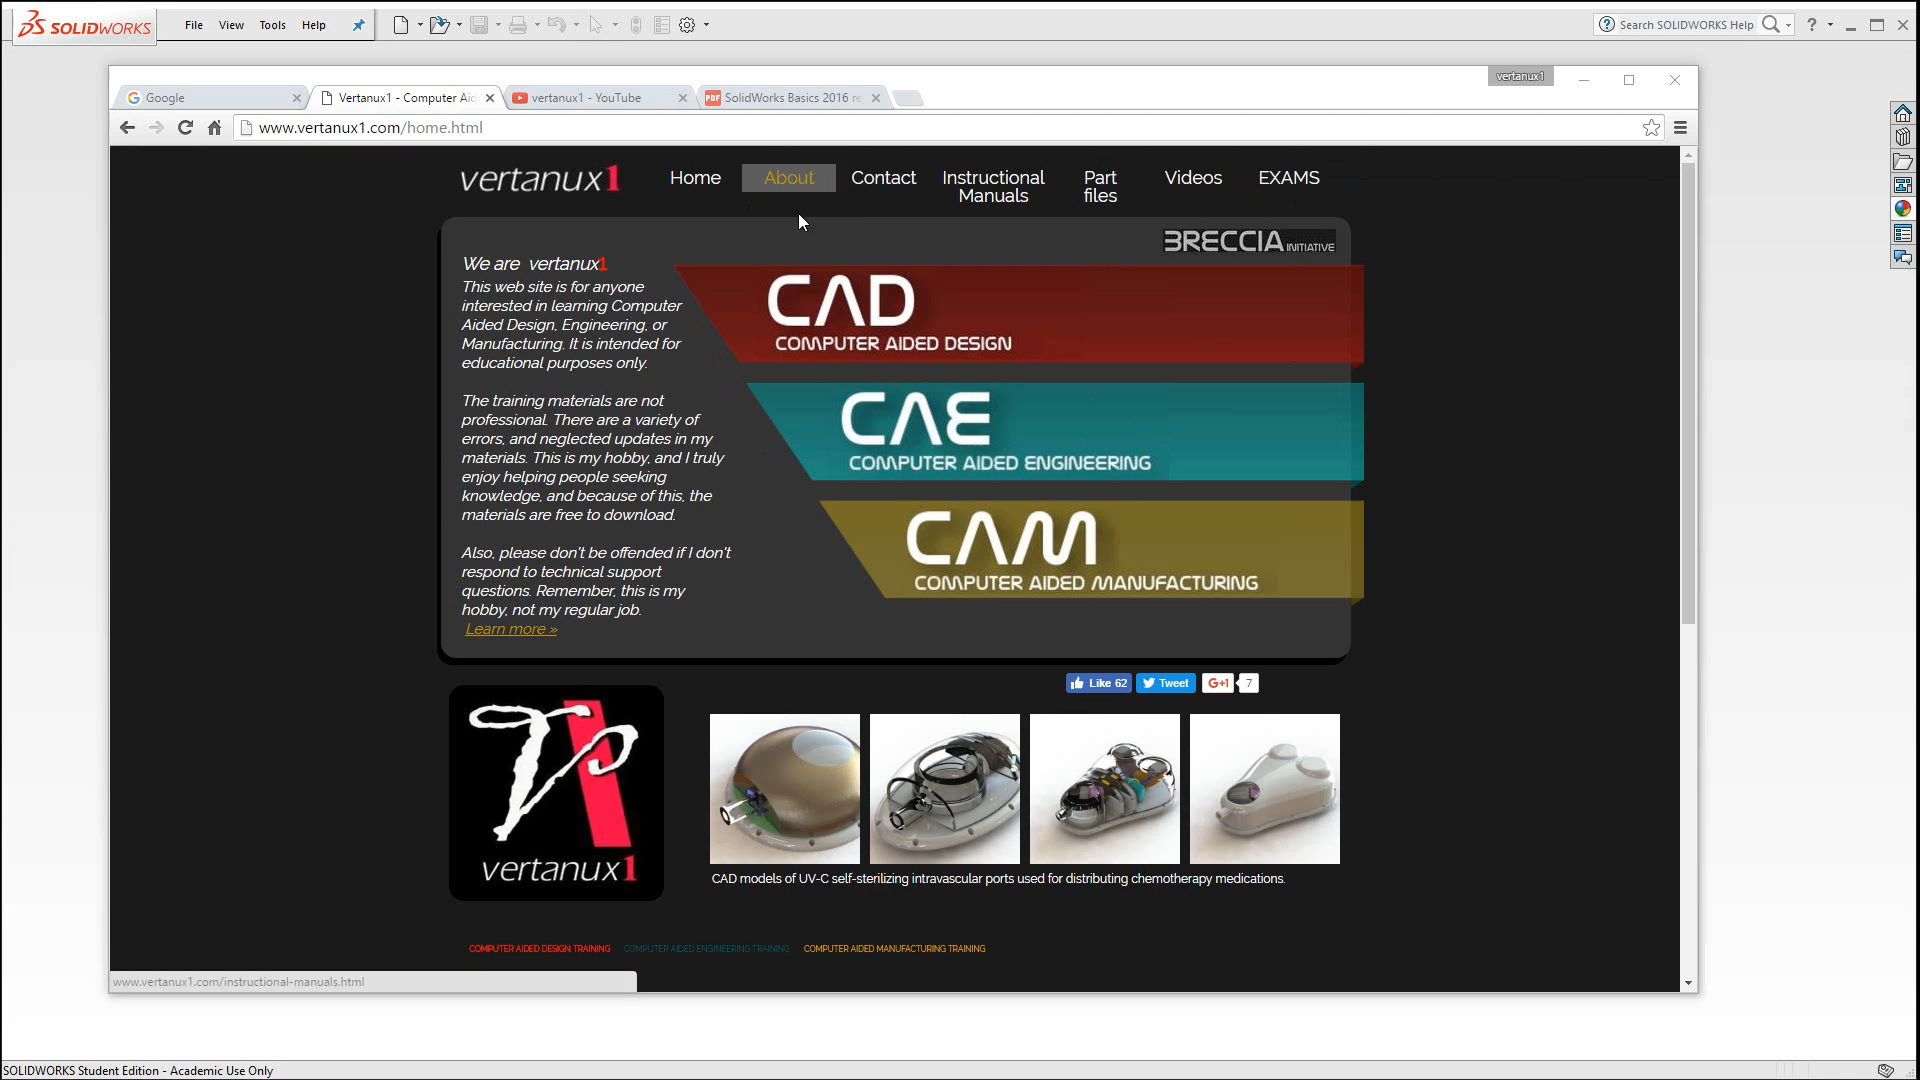 SOLIDWORKS
File View Tools Help
Search SOLIDWORKS Help
?
vertanux1
Google
Vertanux1 - Computer Aid
vertanux1 - YouTube
PDF SolidWorks Basics 2016 re
www.vertanux1.com/home.html
vertanux1
Home About Contact Instructional Manuals Part files Videos EXAMS
BRECCIA INITIATIVE
We are vertanux1
This web site is for anyone
interested in learning Computer
Aided Design, Engineering, or
Manufacturing. It is intended for
educational purposes only.
The training materials are not
professional. There are a variety of
errors, and neglected updates in my
materials. This is my hobby, and I truly
enjoy helping people seeking
knowledge, and because of this, the
materials are free to download.
Also, please don't be offended if I don't
respond to technical support
questions. Remember, this is my
hobby, not my regular job.
Learn more »
CAD
COMPUTER AIDED DESIGN
CAE
COMPUTER AIDED ENGINEERING
CAM
COMPUTER AIDED MANUFACTURING
Like 62
Tweet
G+1
7
vertanux1
CAD models of UV-C self-sterilizing intravascular ports used for distributing chemotherapy medications.
COMPUTER AIDED DESIGN TRAINING COMPUTER AIDED ENGINEERING TRAINING COMPUTER AIDED MANUFACTURING TRAINING
www.vertanux1.com/instructional-manuals.html
SOLIDWORKS Student Edition - Academic Use Only